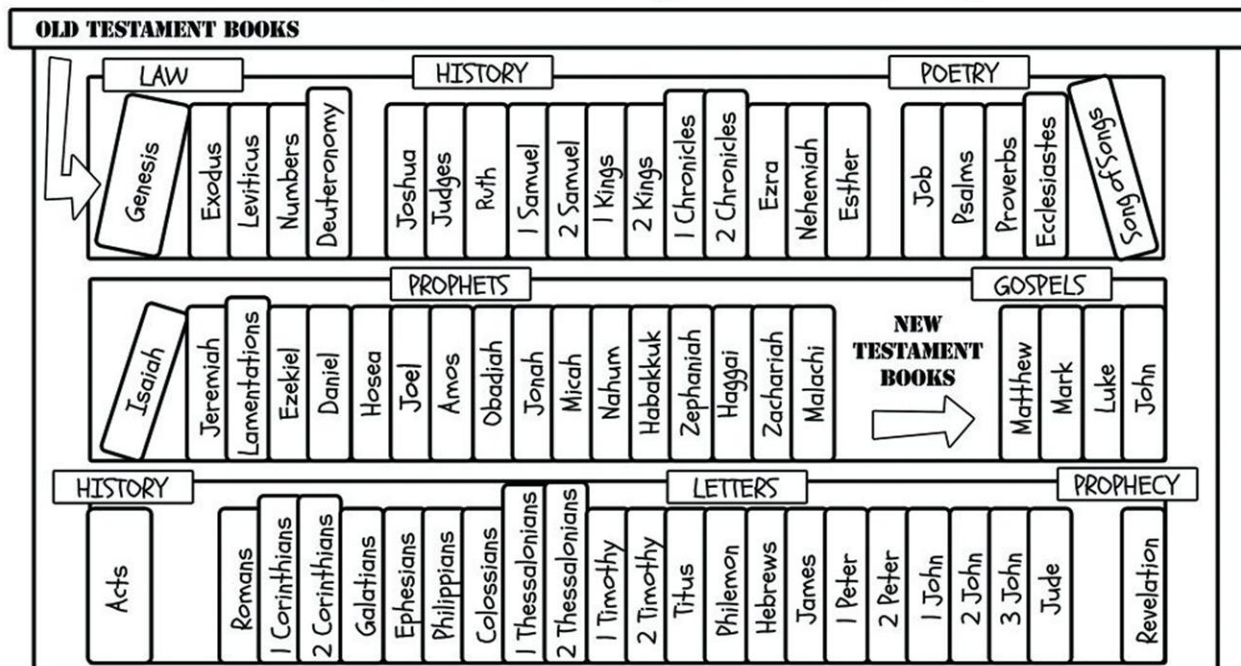 OLD TESTAMENT BOOKS
LAW
HISTORY
POETRY
Genesis
Exodus
Leviticus
Numbers
Deuteronomy
Joshua
Judges
Ruth
1 Samuel
2 Samuel
1 Kings
2 Kings
1 Chronicles
2 Chronicles
Ezra
Nehemiah
Esther
Job
Psalms
Proverbs
Ecclesiastes
Song of Songs
PROPHETS
GOSPELS
Isaiah
Jeremiah
Lamentations
Ezekiel
Daniel
Hosea
Joel
Amos
Obadiah
Jonah
Micah
Nahum
Habakkuk
Zephaniah
Haggai
Zachariah
Malachi
NEW
TESTAMENT
BOOKS
Matthew
Mark
Luke
John
HISTORY
LETTERS
PROPHECY
Acts
Romans
1 Corinthians
2 Corinthians
Galatians
Ephesians
Philippians
Colossians
1 Thessalonians
2 Thessalonians
1 Timothy
2 Timothy
Titus
Philemon
Hebrews
James
1 Peter
2 Peter
1 John
2 John
3 John
Jude
Revelation